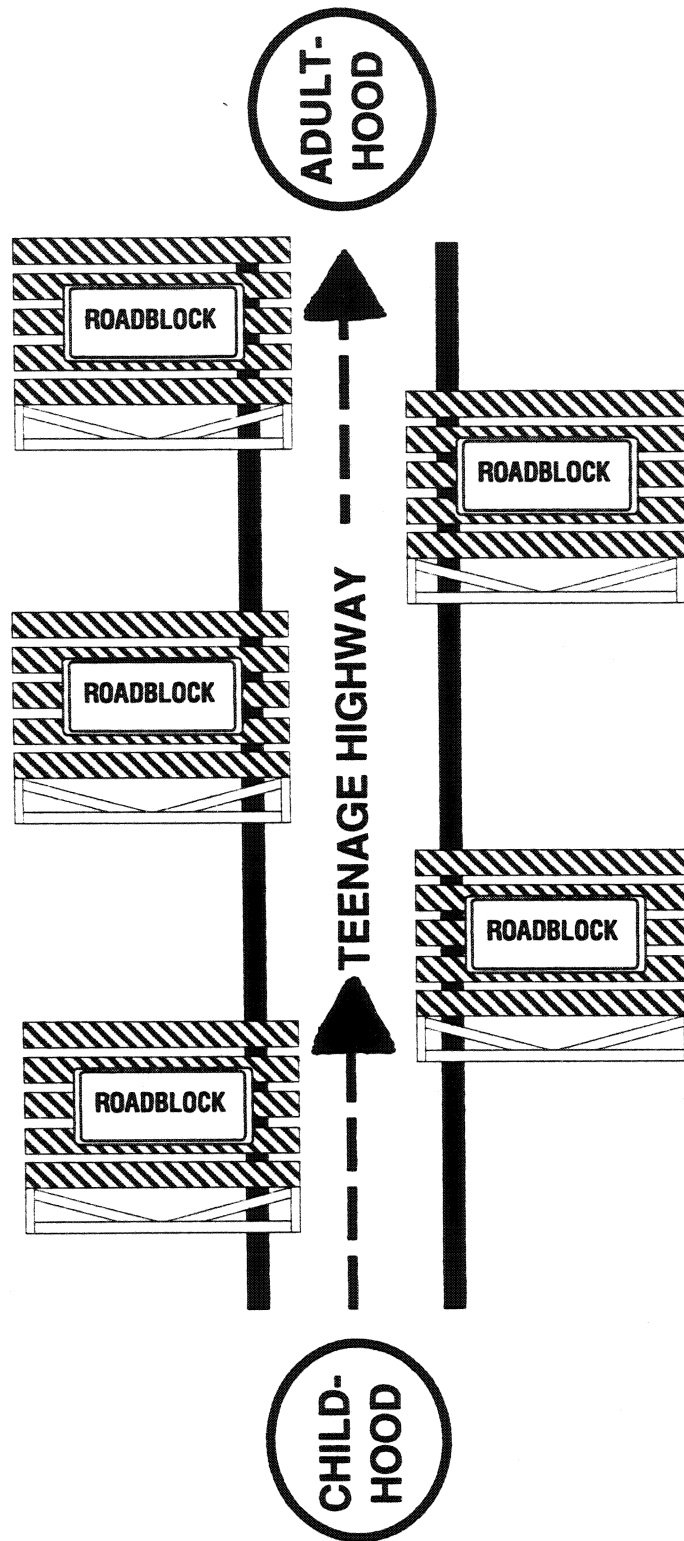 ADULT-
HOOD
ROADBLOCK
ROADBLOCK
ROADBLOCK
TEENAGE HIGHWAY
ROADBLOCK
ROADBLOCK
CHILD-
HOOD